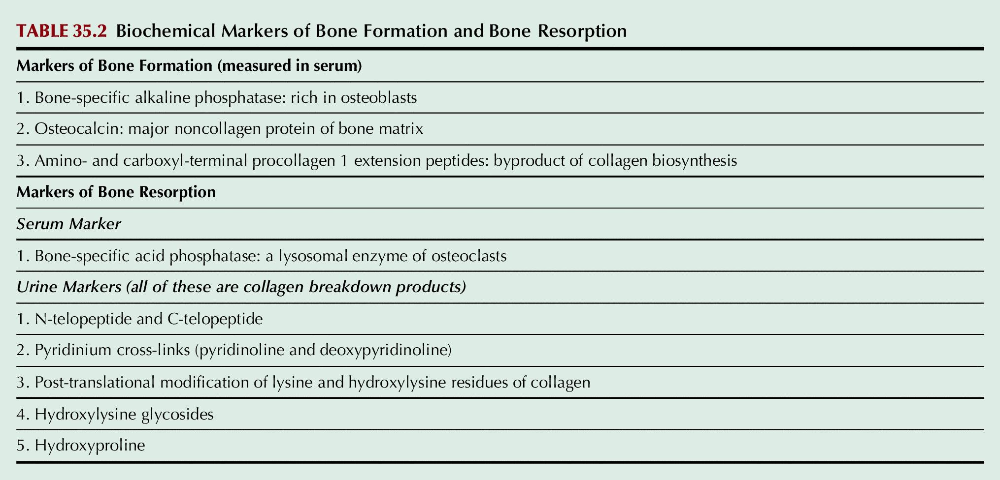 TABLE 35.2 Biochemical Markers of Bone Formation and Bone Resorption
Markers of Bone Formation (measured in serum)
1. Bone-specific alkaline phosphatase: rich in osteoblasts
2. Osteocalcin: major noncollagen protein of bone matrix
3. Amino- and carboxyl-terminal procollagen 1 extension peptides: byproduct of collagen biosynthesis
Markers of Bone Resorption
Serum Marker
1. Bone-specific acid phosphatase: a lysosomal enzyme of osteoclasts
Urine Markers (all of these are collagen breakdown products)
1. N-telopeptide and C-telopeptide
2. Pyridinium cross-links (pyridinoline and deoxypyridinoline)
3. Post-translational modification of lysine and hydroxylysine residues of collagen
4. Hydroxylysine glycosides
5. Hydroxyproline